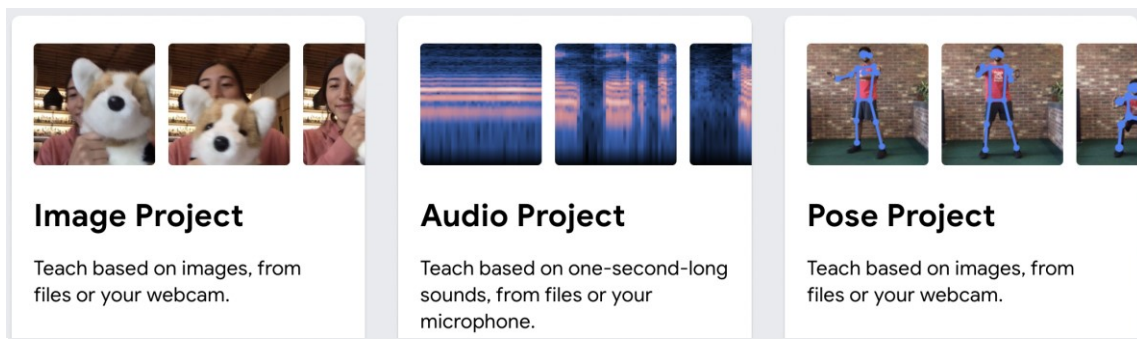 Image Project
Teach based on images, from
files or your webcam.
Audio Project
Teach based on one-second-long
sounds, from files or your
microphone.
Pose Project
Teach based on images, from
files or your webcam.